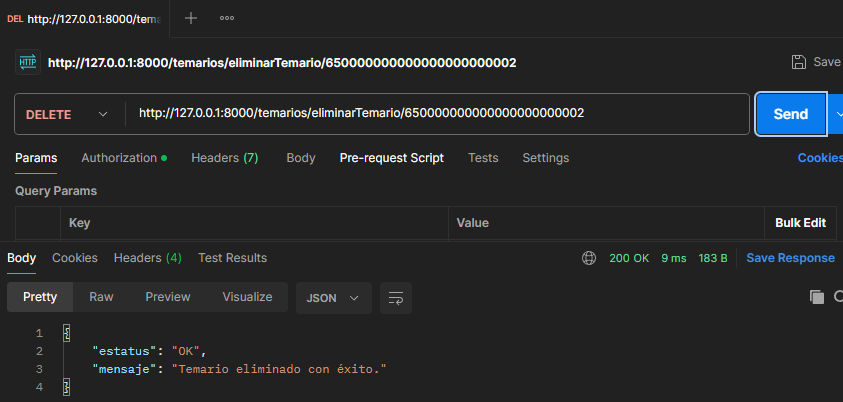 DEL http://127.0.0.1:8000/tem
HTTP http://127.0.0.1:8000/temarios/eliminarTemario/650000000000000000000002 Save
DELETE http://127.0.0.1:8000/temarios/eliminarTemario/650000000000000000000002 Send
Params Authorization Headers (7) Body Pre-request Script Tests Settings Cookies
Query Params
Key Value Bulk Edit
Body Cookies Headers (4) Test Results 200 OK 9 ms 183 B Save Response
Pretty Raw Preview Visualize JSON
1 {
2 "estatus": "OK",
3 "mensaje": "Temario eliminado con éxito."
4 }